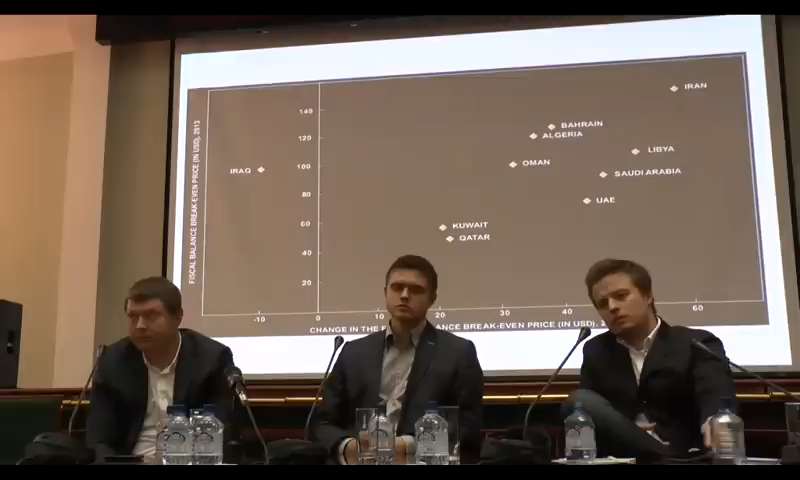 FISCAL BALANCE BREAK-EVEN PRICE (IN USD), 2013
140
120
100
80
60
40
20
IRAN
BAHRAIN
ALGERIA
LIBYA
OMAN
IRAQ
SAUDI ARABIA
UAE
KUWAIT
QATAR
-10
0
10
20
30
40
60
CHANGE IN THE
BALANCE BREAK-EVEN PRICE (IN USD),